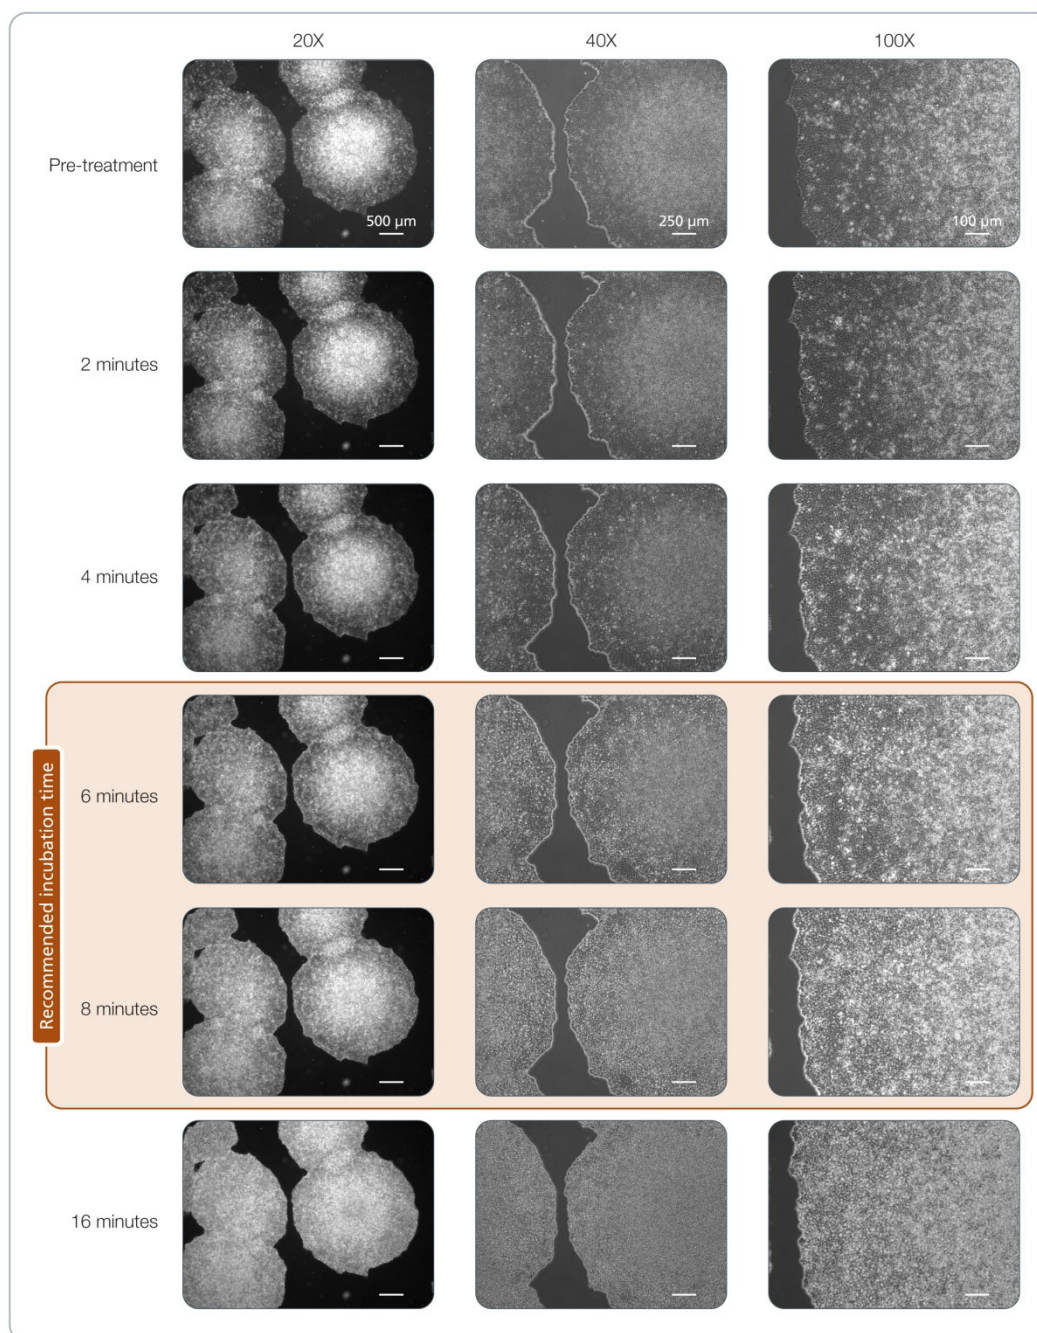 20X
40X
100X
Pre-treatment
500 µm
250 µm
100 µm
2 minutes
4 minutes
Recommended incubation time
6 minutes
8 minutes
16 minutes